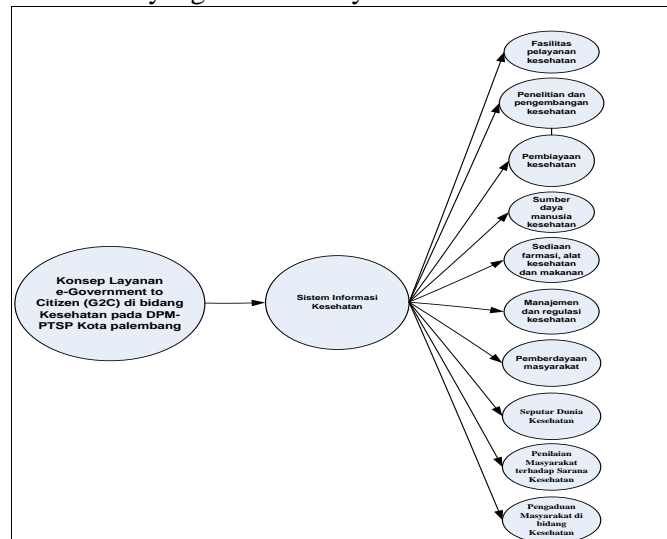 Fasilitas
pelayanan
kesehatan
Penelitian dan
pengembangan
kesehatan
Pembiayaan
kesehatan
Sumber
daya
manusia
kesehatan
Sediaan
farmasi, alat
kesehatan
dan makanan
Konsep Layanan
e-Government to
Citizen (G2C) di bidang
Kesehatan pada DPM-
PTSP Kota palembang
Sistem Informasi
Kesehatan
Manajemen
dan regulasi
kesehatan
Pemberdayaan
masyarakat
Seputar Dunia
Kesehatan
Penilaian
Masyarakat
terhadap Sarana
Kesehatan
Pengaduan
Masyarakat di
bidang
Kesehatan